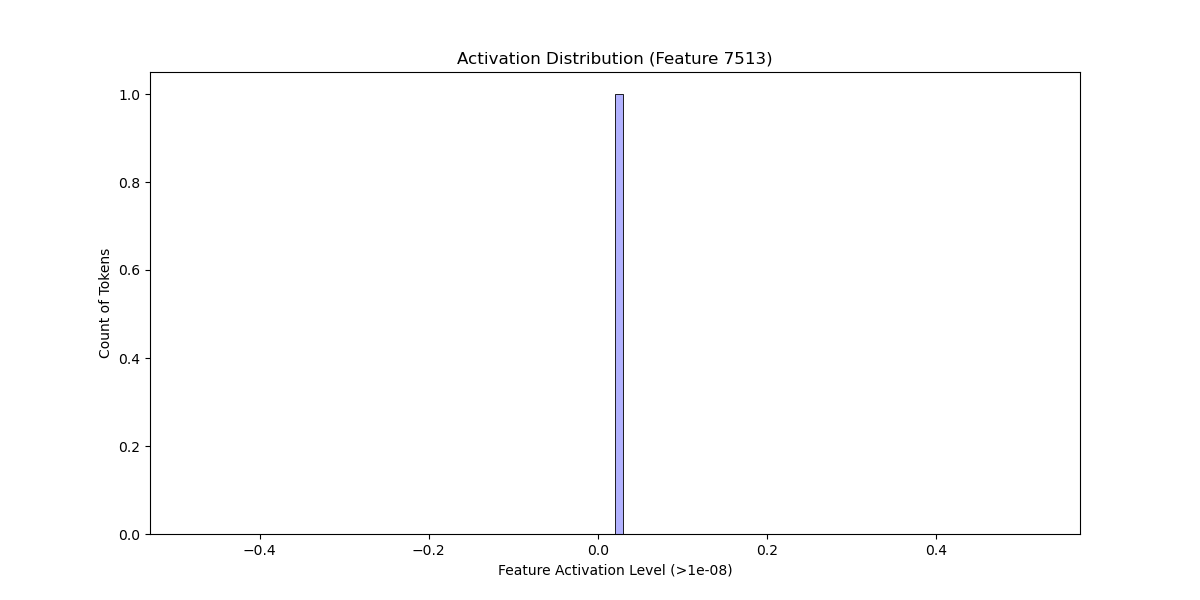 Activation Distribution (Feature 7513)
1.0
0.8
0.6
0.4
0.2
0.0
Count of Tokens
−0.4 −0.2 0.0 0.2 0.4
Feature Activation Level (>1e-08)